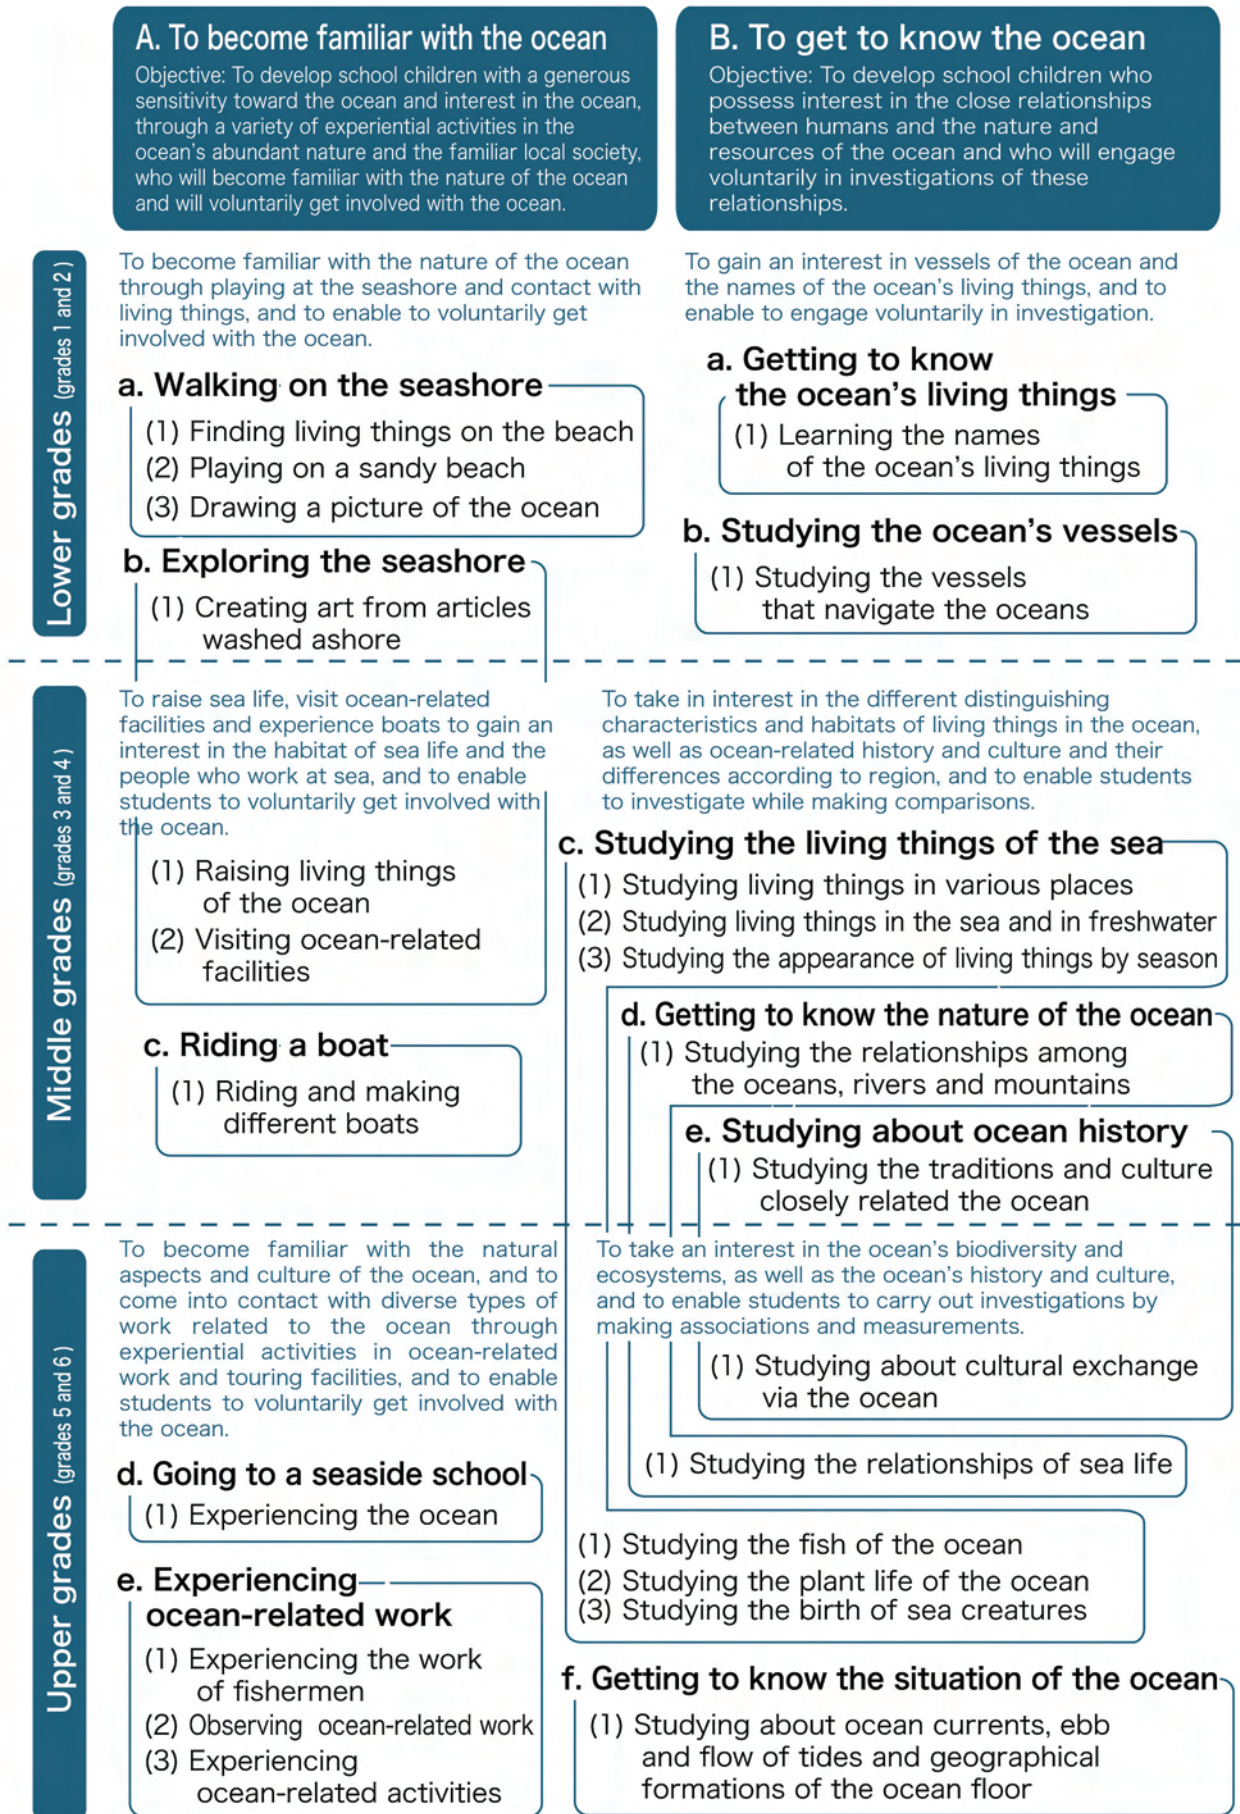 A. To become familiar with the ocean
Objective: To develop school children with a generous
sensitivity toward the ocean and interest in the ocean,
through a variety of experiential activities in the
ocean's abundant nature and the familiar local society,
who will become familiar with the nature of the ocean
and will voluntarily get involved with the ocean.
B. To get to know the ocean
Objective: To develop school children who
possess interest in the close relationships
between humans and the nature and
resources of the ocean and who will engage
voluntarily in investigations of these
relationships.
Lower grades (grades 1 and 2)
To become familiar with the nature of the ocean
through playing at the seashore and contact with
living things, and to enable to voluntarily get
involved with the ocean.
a. Walking on the seashore
(1) Finding living things on the beach
(2) Playing on a sandy beach
(3) Drawing a picture of the ocean
b. Exploring the seashore
(1) Creating art from articles
washed ashore
To gain an interest in vessels of the ocean and
the names of the ocean's living things, and to
enable to engage voluntarily in investigation.
a. Getting to know
the ocean's living things
(1) Learning the names
of the ocean's living things
b. Studying the ocean's vessels
(1) Studying the vessels
that navigate the oceans
Middle grades (grades 3 and 4)
To raise sea life, visit ocean-related
facilities and experience boats to gain an
interest in the habitat of sea life and the
people who work at sea, and to enable
students to voluntarily get involved with
the ocean.
(1) Raising living things
of the ocean
(2) Visiting ocean-related
facilities
c. Riding a boat
(1) Riding and making
different boats
To take in interest in the different distinguishing
characteristics and habitats of living things in the ocean,
as well as ocean-related history and culture and their
differences according to region, and to enable students
to investigate while making comparisons.
c. Studying the living things of the sea
(1) Studying living things in various places
(2) Studying living things in the sea and in freshwater
(3) Studying the appearance of living things by season
d. Getting to know the nature of the ocean
(1) Studying the relationships among
the oceans, rivers and mountains
e. Studying about ocean history
(1) Studying the traditions and culture
closely related the ocean
Upper grades (grades 5 and 6)
To become familiar with the natural
aspects and culture of the ocean, and to
come into contact with diverse types of
work related to the ocean through
experiential activities in ocean-related
work and touring facilities, and to enable
students to voluntarily get involved with
the ocean.
d. Going to a seaside school
(1) Experiencing the ocean
e. Experiencing
ocean-related work
(1) Experiencing the work
of fishermen
(2) Observing ocean-related work
(3) Experiencing
ocean-related activities
To take an interest in the ocean's biodiversity and
ecosystems, as well as the ocean's history and culture,
and to enable students to carry out investigations by
making associations and measurements.
(1) Studying about cultural exchange
via the ocean
(1) Studying the relationships of sea life
(1) Studying the fish of the ocean
(2) Studying the plant life of the ocean
(3) Studying the birth of sea creatures
f. Getting to know the situation of the ocean
(1) Studying about ocean currents, ebb
and flow of tides and geographical
formations of the ocean floor